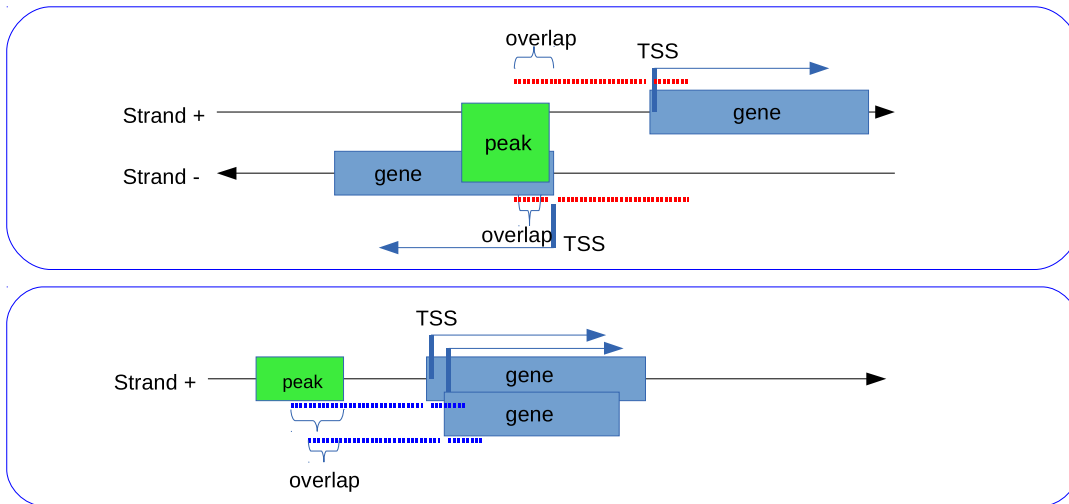 overlap
TSS
Strand +
gene
peak
Strand -
gene
overlap
TSS
TSS
Strand +
peak
gene
gene
overlap